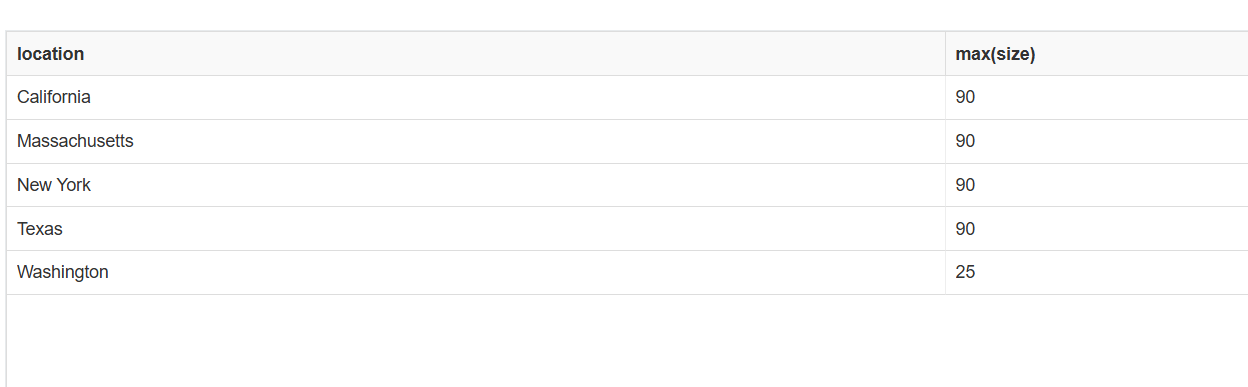 location max(size)
California 90
Massachusetts 90
New York 90
Texas 90
Washington 25